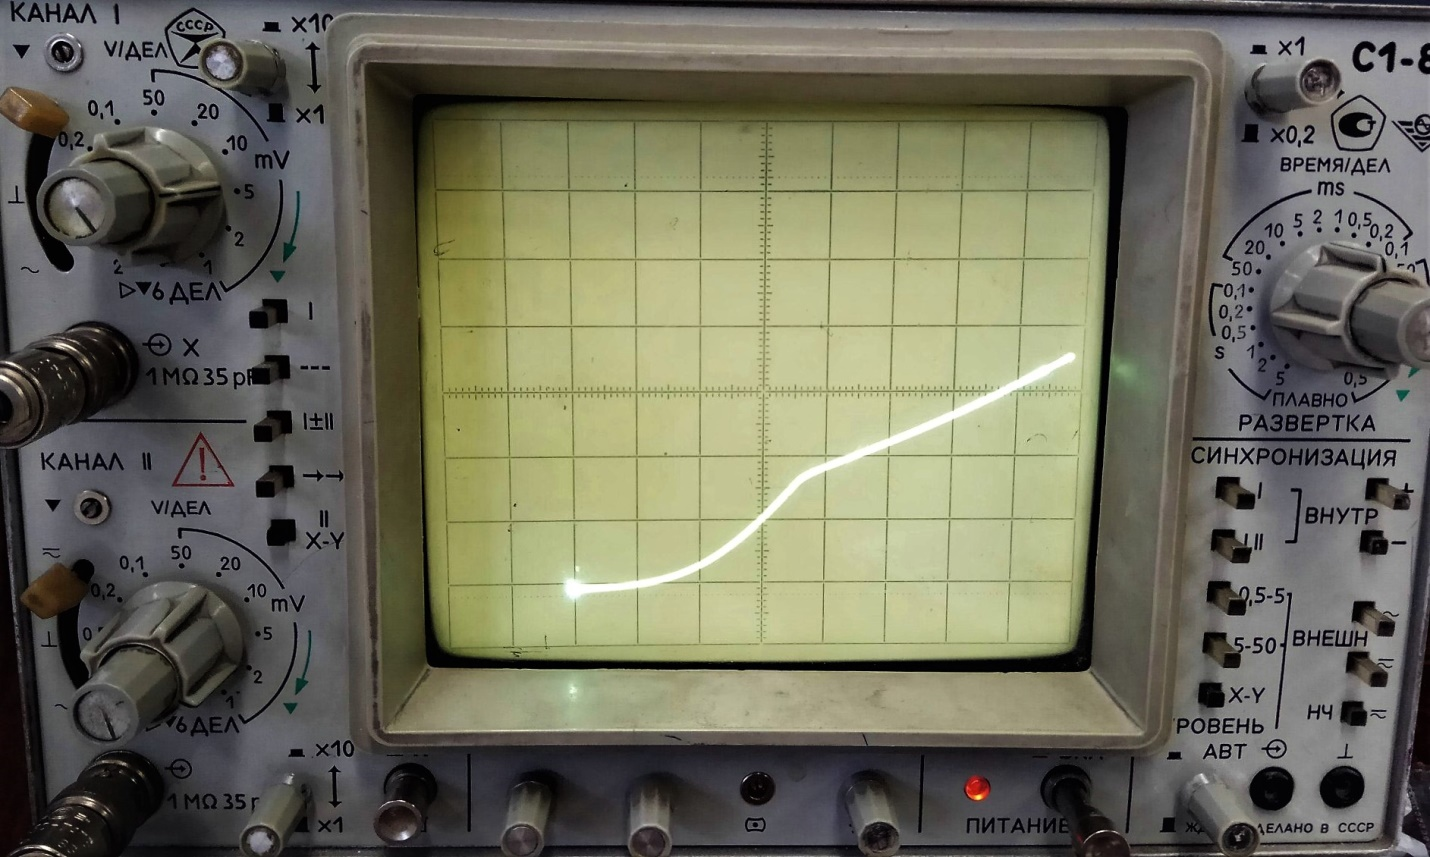 КАНАЛ I
СССР
×10
V/ДЕЛ
×1
50
0,1
20
0,2
10
mV
5
2
1
2
▷▼6 ДЕЛ
X
1 MΩ 35 p
I
---
I±II
→→
II
X-Y
КАНАЛ II
V/ДЕЛ
50
0,1
20
0,2
10
mV
5
2
1
▼6 ДЕЛ
1 MΩ 35 p
×10
×1
ПИТАНИЕ
×1
С1-8
×0,2
ВРЕМЯ/ДЕЛ
ms
10 5 2 1 0,5 0,2
20
0,1
50
0,1
0,2
0,5
s
1
2
5
0,5
ПЛАВНО
РАЗВЕРТКА
СИНХРОНИЗАЦИЯ
I
+
ВНУТР
I II
−
0,5-5
ВНЕШН
5-50
X-Y
НЧ
РОВЕНЬ
АВТ
ДЕЛАНО В СССР